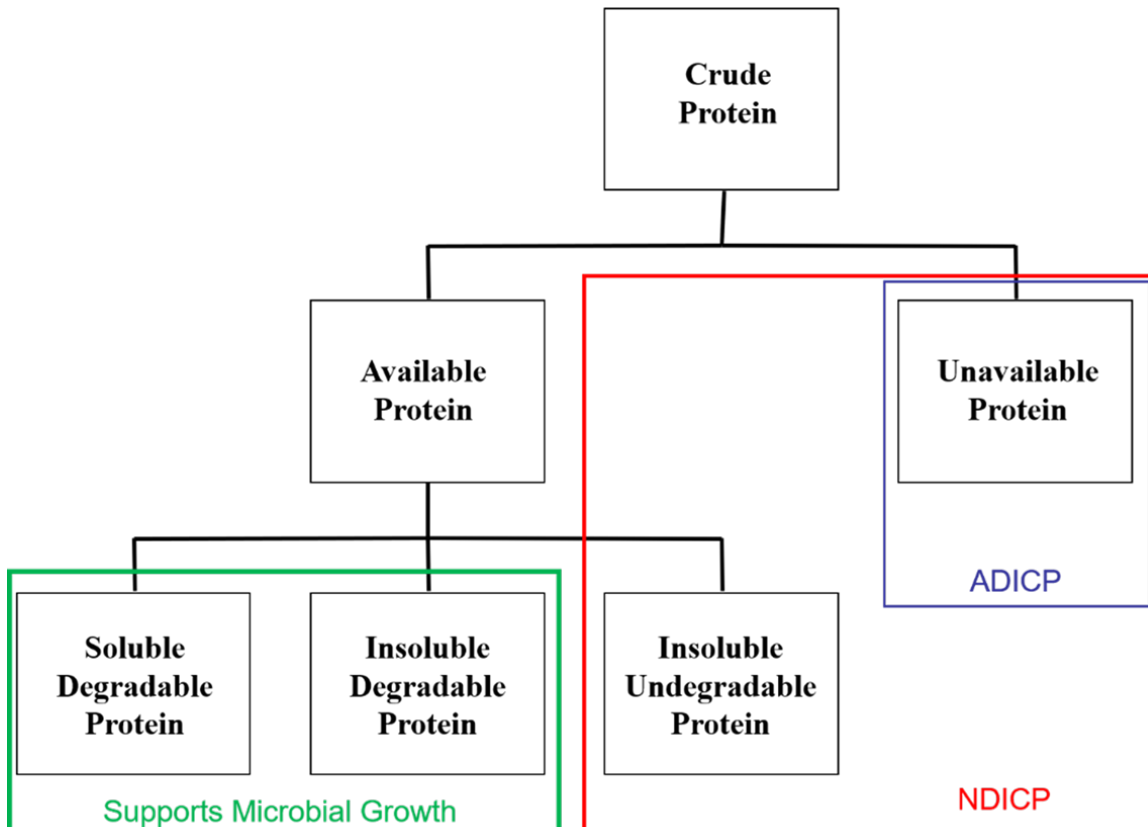 Crude
Protein
Available
Protein
Unavailable
Protein
ADICP
Soluble
Degradable
Protein
Insoluble
Degradable
Protein
Insoluble
Undegradable
Protein
Supports Microbial Growth
NDICP